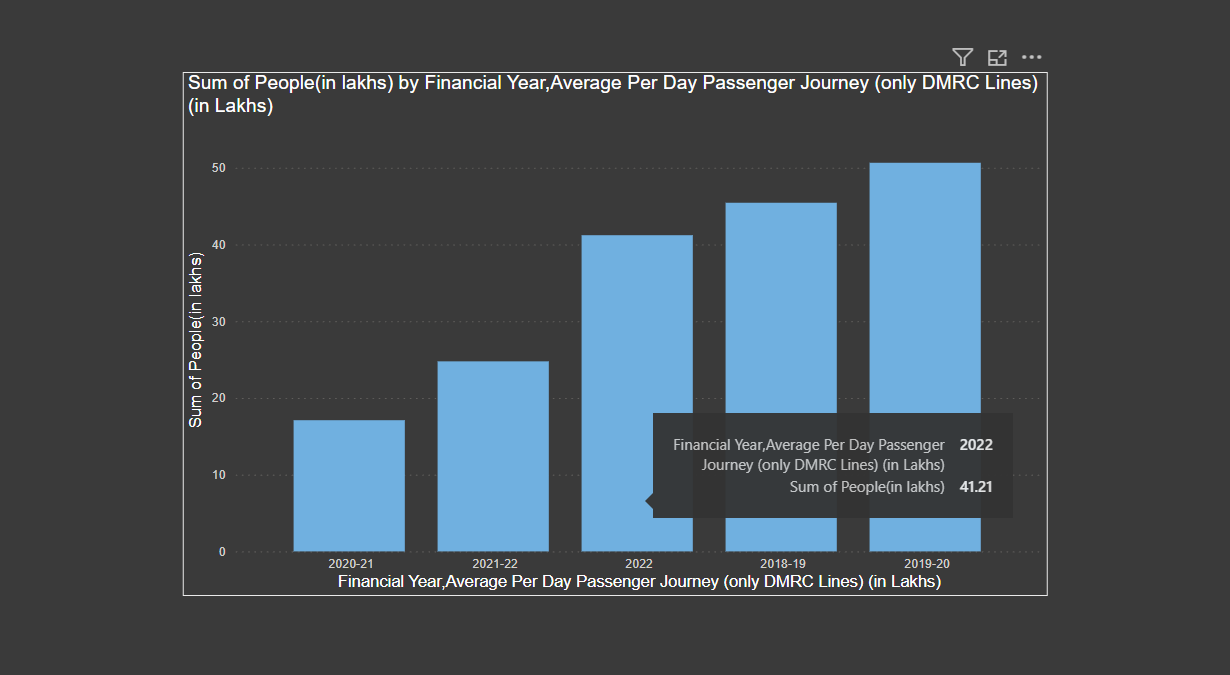 Sum of People(in lakhs) by Financial Year,Average Per Day Passenger Journey (only DMRC Lines)
(in Lakhs)
50
40
30
20
10
0
Sum of People(in lakhs)
Financial Year,Average Per Day Passenger 2022
Journey (only DMRC Lines) (in Lakhs)
Sum of People(in lakhs) 41.21
2020-21 2021-22 2022 2018-19 2019-20
Financial Year,Average Per Day Passenger Journey (only DMRC Lines) (in Lakhs)